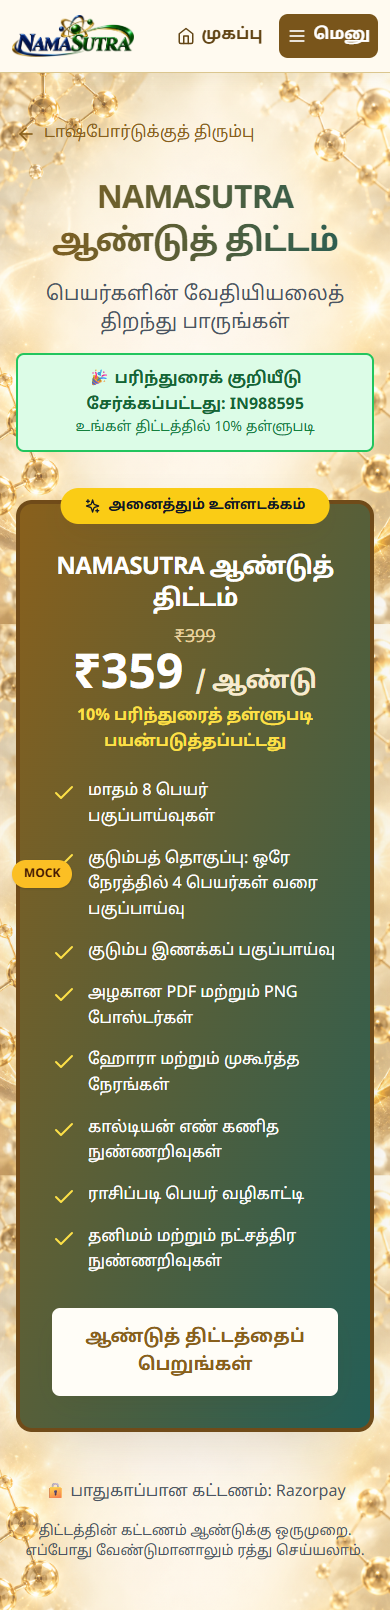 NAMASUTRA
முகப்பு
மெனு
டாஷ்போர்டுக்குத் திரும்பு
NAMASUTRA
ஆண்டுத் திட்டம்
பெயர்களின் வேதியியலைத்
திறந்து பாருங்கள்
🎉 பரிந்துரைக் குறியீடு
சேர்க்கப்பட்டது: IN988595
உங்கள் திட்டத்தில் 10% தள்ளுபடி
அனைத்தும் உள்ளடக்கம்
NAMASUTRA ஆண்டுத்
திட்டம்
₹399
₹359 / ஆண்டு
10% பரிந்துரைத் தள்ளுபடி
பயன்படுத்தப்பட்டது
மாதம் 8 பெயர்
பகுப்பாய்வுகள்
குடும்பத் தொகுப்பு: ஒரே
நேரத்தில் 4 பெயர்கள் வரை
பகுப்பாய்வு
MOCK
குடும்ப இணக்கப் பகுப்பாய்வு
அழகான PDF மற்றும் PNG
போஸ்டர்கள்
ஹோரா மற்றும் முகூர்த்த
நேரங்கள்
கால்டியன் எண் கணித
நுண்ணறிவுகள்
ராசிப்படி பெயர் வழிகாட்டி
தனிமம் மற்றும் நட்சத்திர
நுண்ணறிவுகள்
ஆண்டுத் திட்டத்தைப்
பெறுங்கள்
🔒 பாதுகாப்பான கட்டணம்: Razorpay
திட்டத்தின் கட்டணம் ஆண்டுக்கு ஒருமுறை.
எப்போது வேண்டுமானாலும் ரத்து செய்யலாம்.